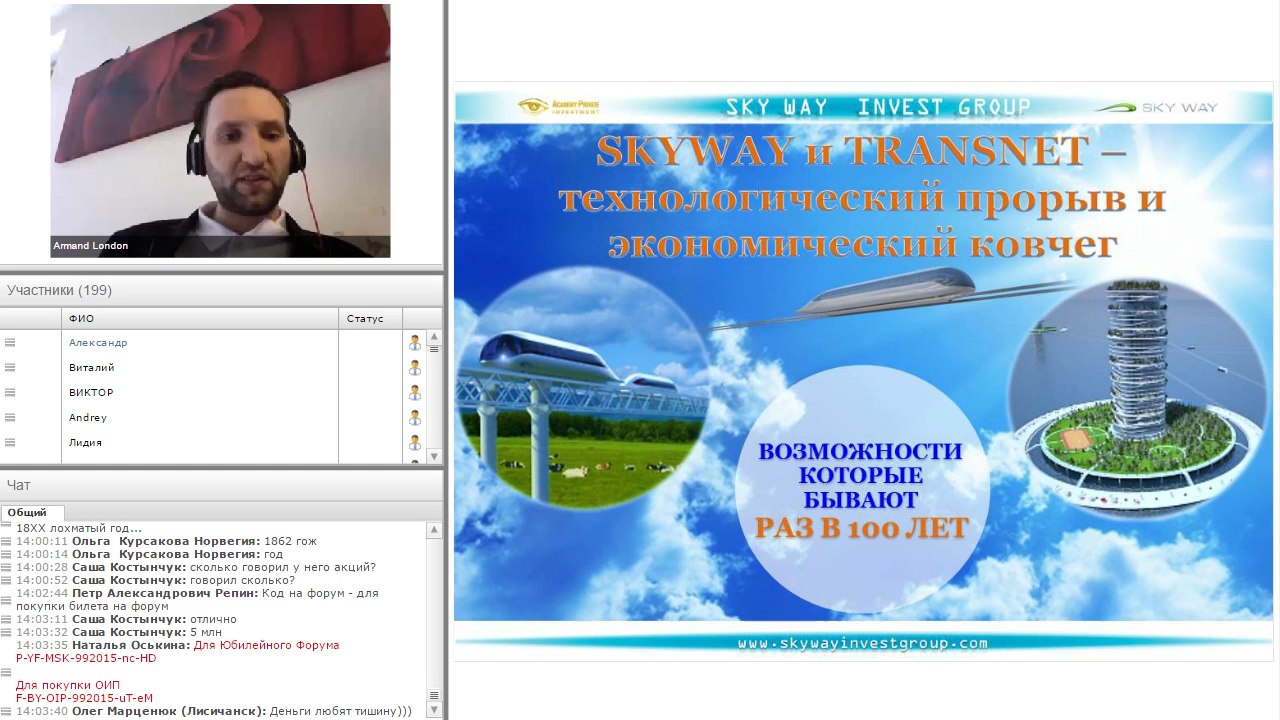 Armand London
Участники (199)
ФИО
Статус
Александр
Виталий
ВИКТОР
Andrey
Лидия
Чат
Общий
18XX лохматый год...
14:00:11 Ольга Курсакова Норвегия: 1862 гож
14:00:14 Ольга Курсакова Норвегия: год
14:00:28 Саша Костынчук: сколько говорил у него акций?
14:00:52 Саша Костынчук: говорил сколько?
14:02:44 Петр Александрович Репин: Код на форум - для
покупки билета на форум
14:03:11 Саша Костынчук: отлично
14:03:32 Саша Костынчук: 5 млн
14:03:35 Наталья Оськина: Для Юбилейного Форума
P-YF-MSK-992015-nc-HD
Для покупки ОИП
F-BY-OIP-992015-uT-eM
14:03:40 Олег Марценюк (Лисичанск): Деньги любят тишину)))
ACADEMY PRIVATE
INVESTMENT
SKY WAY INVEST GROUP
SKY WAY
SKYWAY и TRANSNET –
технологический прорыв и
экономический ковчег
ВОЗМОЖНОСТИ
КОТОРЫЕ
БЫВАЮТ
РАЗ В 100 ЛЕТ
www.skywayinvestgroup.com